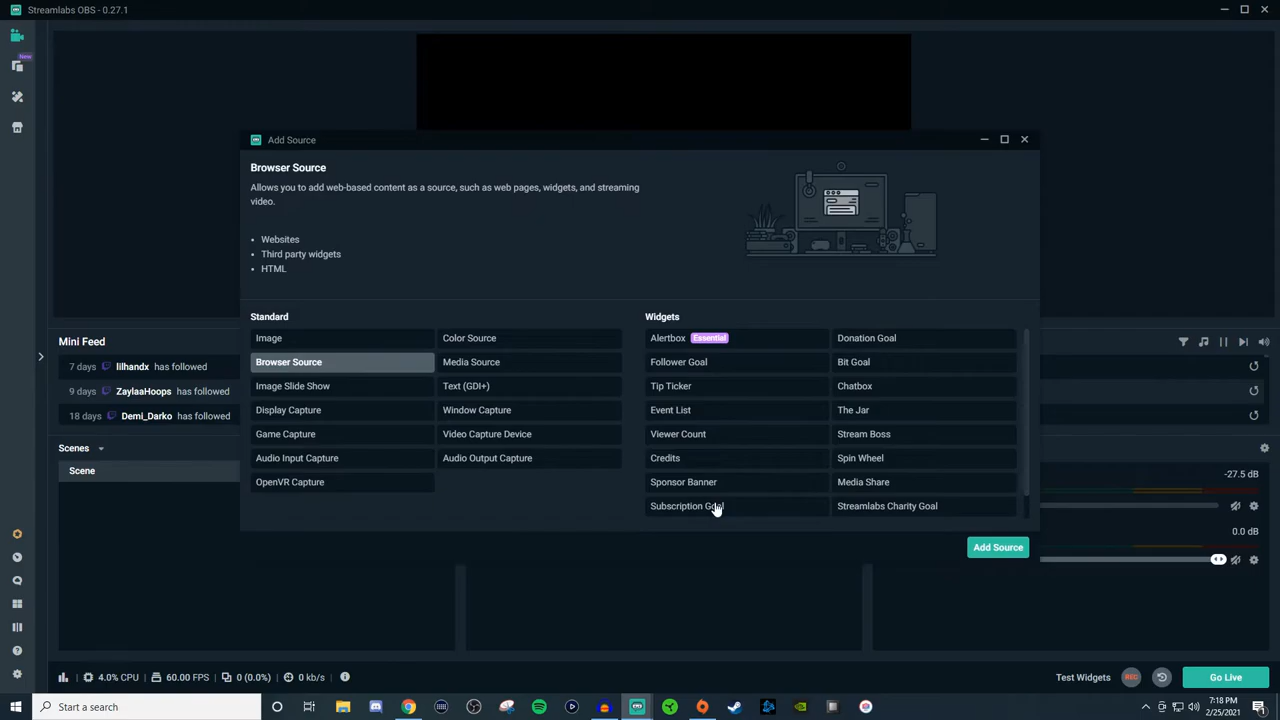 Streamlabs OBS - 0.27.1
New
Add Source
Browser Source
Allows you to add web-based content as a source, such as web pages, widgets, and streaming
video.
• Websites
• Third party widgets
• HTML
Standard
Widgets
Image
Color Source
Alertbox Essential
Donation Goal
Browser Source
Media Source
Follower Goal
Bit Goal
Image Slide Show
Text (GDI+)
Tip Ticker
Chatbox
Display Capture
Window Capture
Event List
The Jar
Game Capture
Video Capture Device
Viewer Count
Stream Boss
Audio Input Capture
Audio Output Capture
Credits
Spin Wheel
OpenVR Capture
Sponsor Banner
Media Share
Subscription Goal
Streamlabs Charity Goal
Add Source
Mini Feed
7 days lilhandx has followed
9 days ZaylaaHoops has followed
18 days Demi_Darko has followed
Scenes
Scene
-27.5 dB
0.0 dB
4.0% CPU
60.00 FPS
0 (0.0%)
0 kb/s
Test Widgets
REC
Go Live
Start a search
7:18 PM
2/25/2021